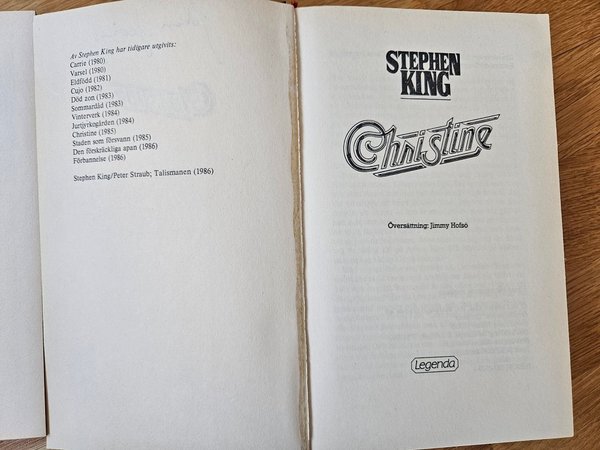 Av Stephen King har tidigare utgivits:
Carrie (1980)
Varsel (1980)
Eldfödd (1981)
Cujo (1982)
Död zon (1983)
Sommardåd (1983)
Vinterverk (1984)
Jurtjyrkogården (1984)
Christine (1985)
Staden som försvann (1985)
Den förskräckliga apan (1986)
Förbannelse (1986)
Stephen King/Peter Straub; Talismanen (1986)
STEPHEN
KING
Christine
Översättning: Jimmy Hofsö
Legenda